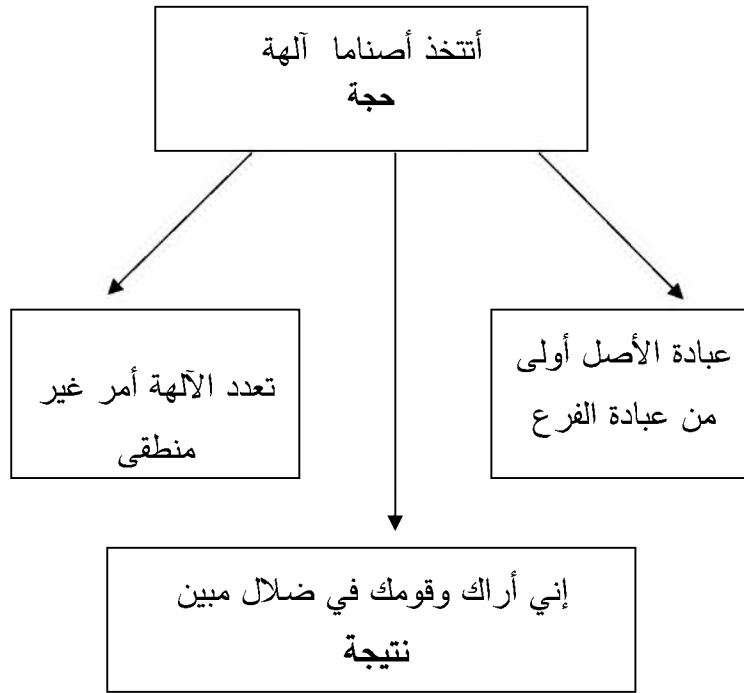 أتتخذ أصناما آلهة
حجة
عبادة الأصل أولى
من عبادة الفرع
تعدد الآلهة أمر غير
منطقى
إني أراك وقومك في ضلال مبين
نتيجة